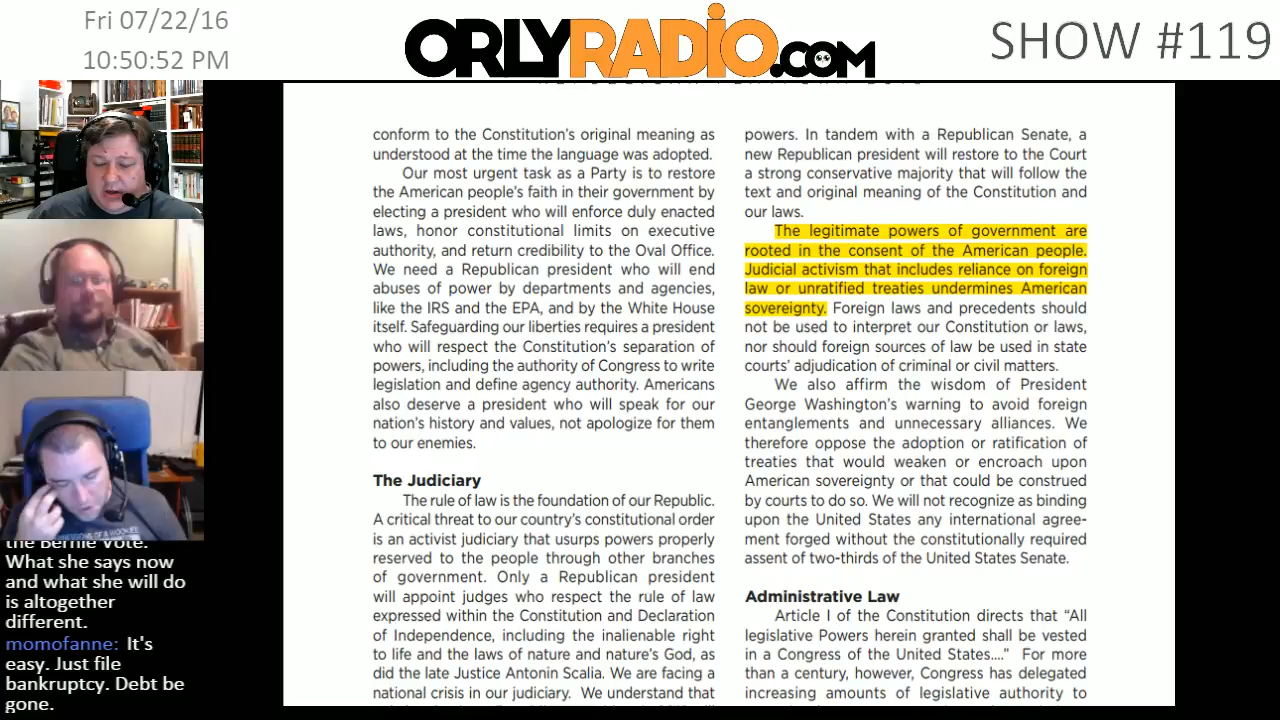 Fri 07/22/16
10:50:52 PM
ORLYRADIO.COM
SHOW #119
conform to the Constitution's original meaning as
understood at the time the language was adopted.
Our most urgent task as a Party is to restore
the American people's faith in their government by
electing a president who will enforce duly enacted
laws, honor constitutional limits on executive
authority, and return credibility to the Oval Office.
We need a Republican president who will end
abuses of power by departments and agencies,
like the IRS and the EPA, and by the White House
itself. Safeguarding our liberties requires a president
who will respect the Constitution's separation of
powers, including the authority of Congress to write
legislation and define agency authority. Americans
also deserve a president who will speak for our
nation's history and values, not apologize for them
to our enemies.
The Judiciary
The rule of law is the foundation of our Republic.
A critical threat to our country's constitutional order
is an activist judiciary that usurps powers properly
reserved to the people through other branches
of government. Only a Republican president
will appoint judges who respect the rule of law
expressed within the Constitution and Declaration
of Independence, including the inalienable right
to life and the laws of nature and nature's God, as
did the late Justice Antonin Scalia. We are facing a
national crisis in our judiciary. We understand that
powers. In tandem with a Republican Senate, a
new Republican president will restore to the Court
a strong conservative majority that will follow the
text and original meaning of the Constitution and
our laws.
The legitimate powers of government are
rooted in the consent of the American people.
Judicial activism that includes reliance on foreign
law or unratified treaties undermines American
sovereignty. Foreign laws and precedents should
not be used to interpret our Constitution or laws,
nor should foreign sources of law be used in state
courts' adjudication of criminal or civil matters.
We also affirm the wisdom of President
George Washington's warning to avoid foreign
entanglements and unnecessary alliances. We
therefore oppose the adoption or ratification of
treaties that would weaken or encroach upon
American sovereignty or that could be construed
by courts to do so. We will not recognize as binding
upon the United States any international agree-
ment forged without the constitutionally required
assent of two-thirds of the United States Senate.
Administrative Law
Article I of the Constitution directs that "All
legislative Powers herein granted shall be vested
in a Congress of the United States...." For more
than a century, however, Congress has delegated
increasing amounts of legislative authority to
the Bernie vote.
What she says now
and what she will do
is altogether
different.
momofanne: It's
easy. Just file
bankruptcy. Debt be
gone.